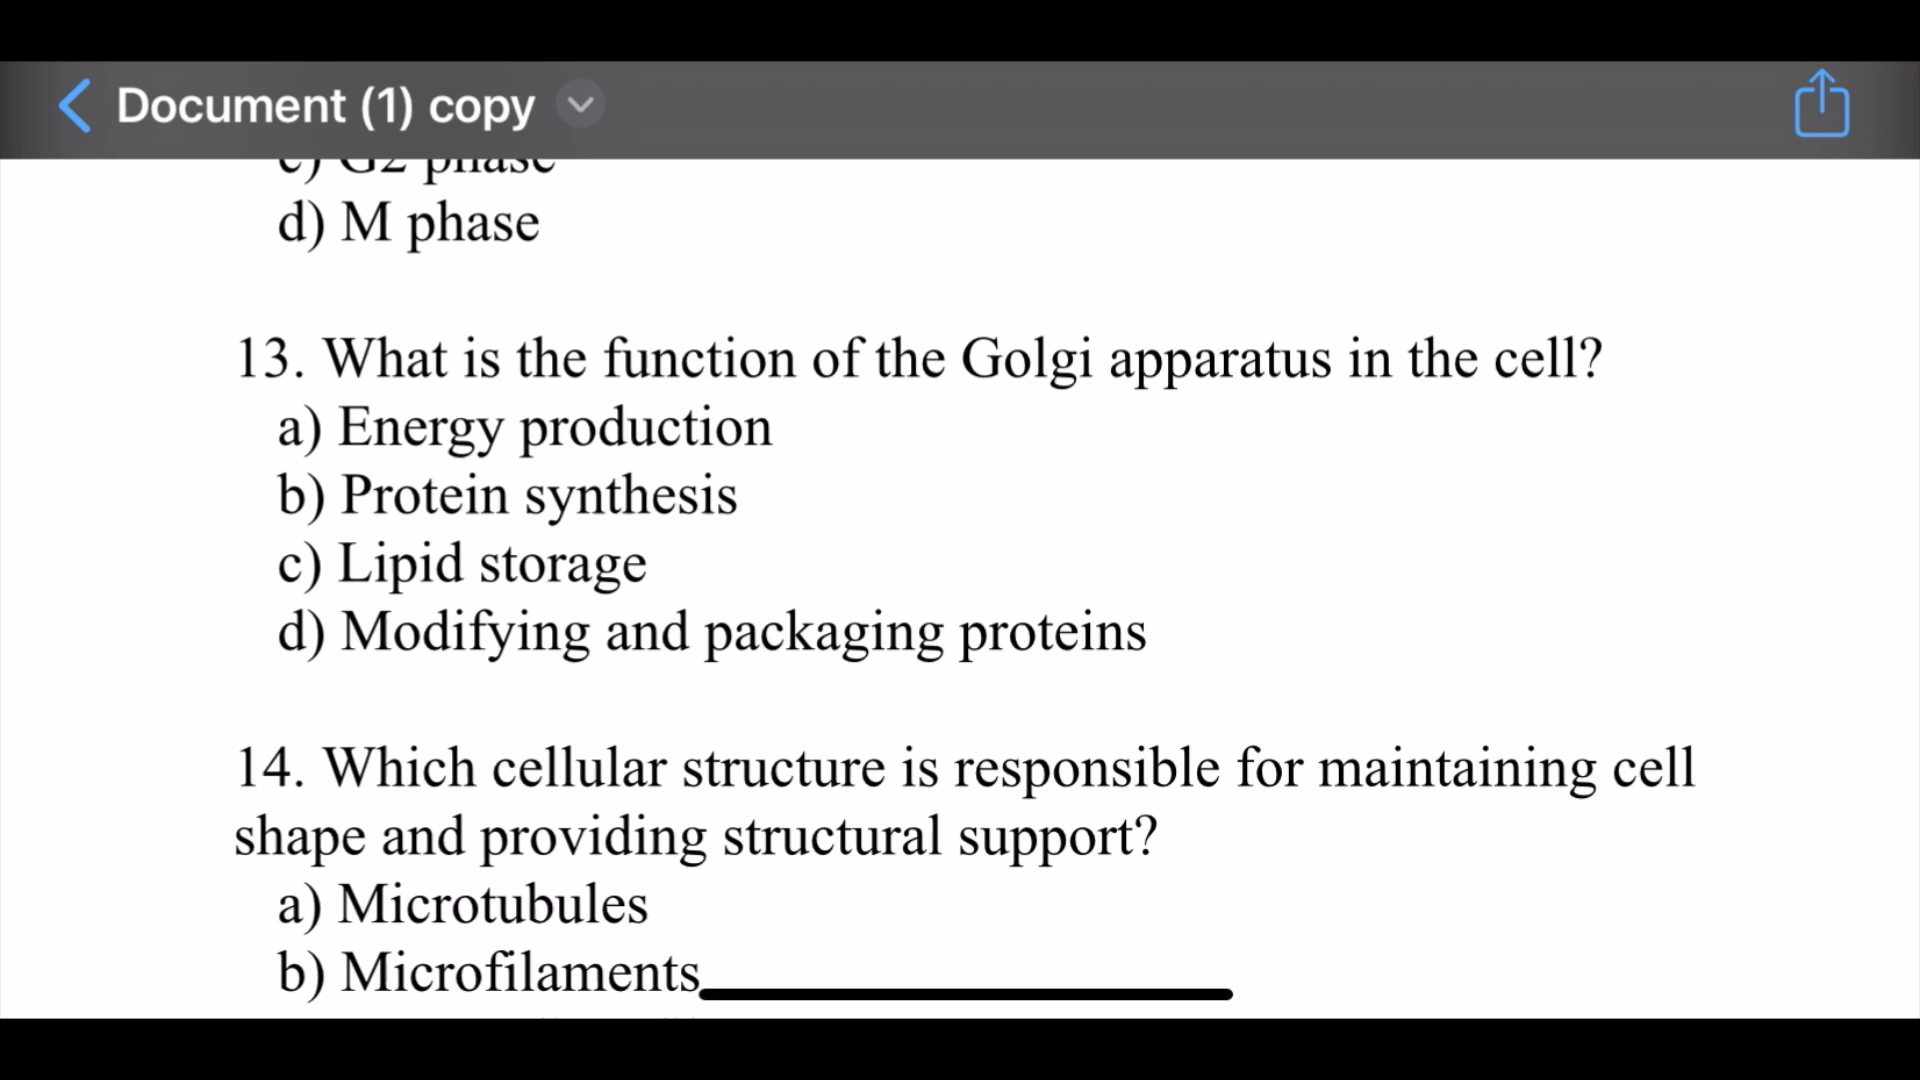 Document (1) copy
c) G2 phase
d) M phase
13. What is the function of the Golgi apparatus in the cell?
a) Energy production
b) Protein synthesis
c) Lipid storage
d) Modifying and packaging proteins
14. Which cellular structure is responsible for maintaining cell
shape and providing structural support?
a) Microtubules
b) Microfilaments